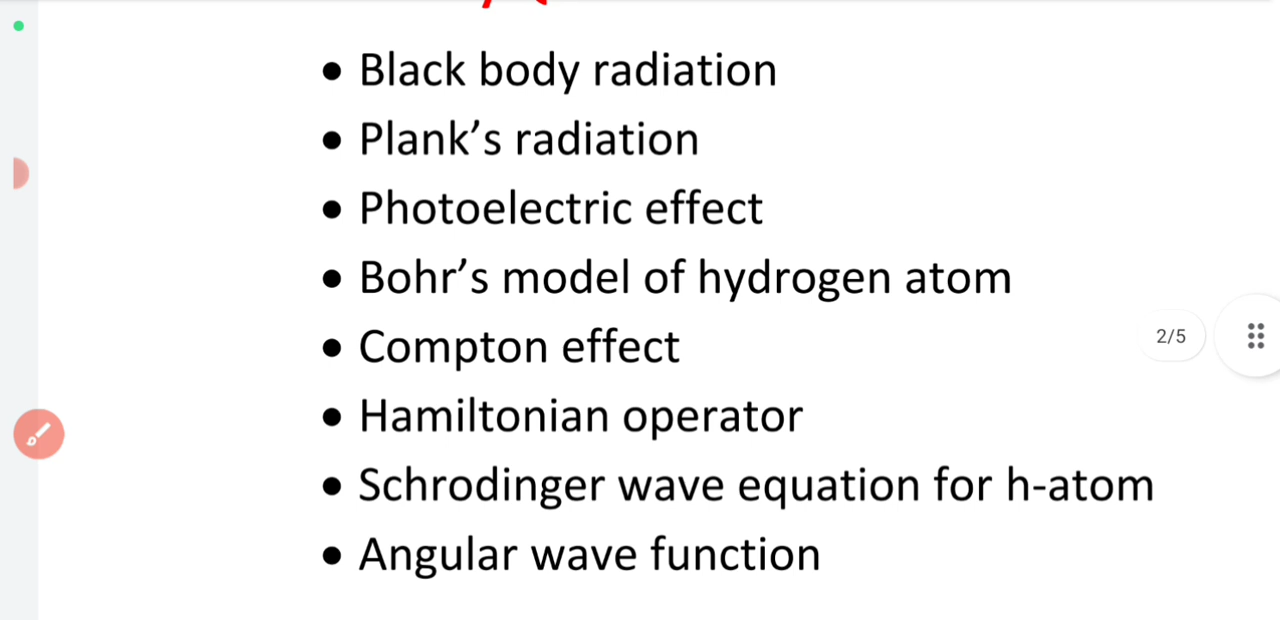 • Black body radiation
• Plank’s radiation
• Photoelectric effect
• Bohr’s model of hydrogen atom
• Compton effect
2/5
• Hamiltonian operator
• Schrodinger wave equation for h-atom
• Angular wave function